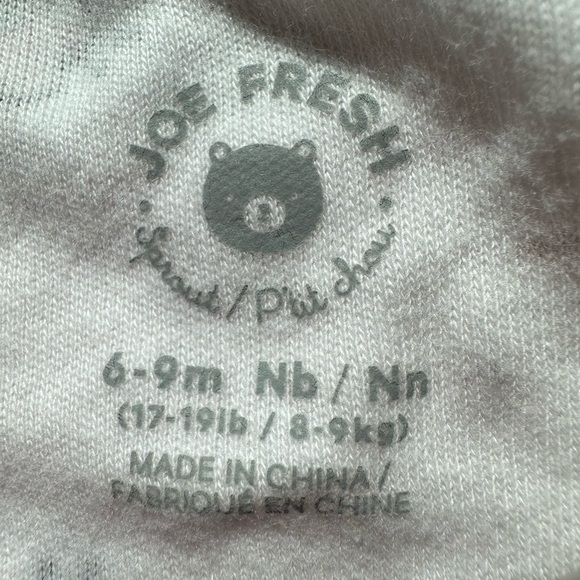 JOE FRESH
Sprout / P'tit chou
6-9m Nb / Nn
(17-19lb / 8-9kg)
MADE IN CHINA /
FABRIQUÉ EN CHINE